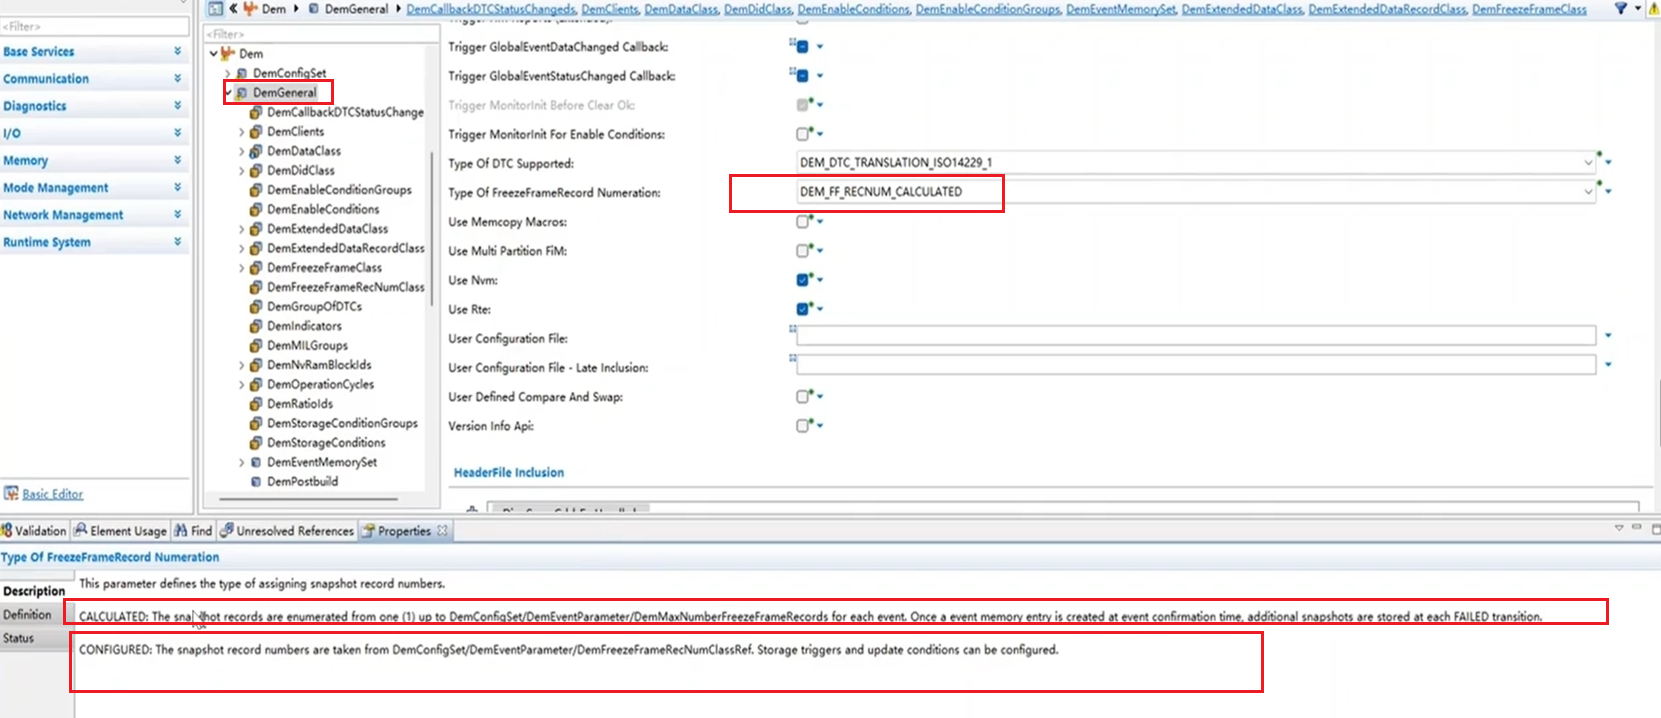 « Dem DemGeneral DemCallbackDTCStatusChangeds, DemClients, DemDataClass, DemDidClass, DemEnableConditions, DemEnableConditionGroups, DemEventMemorySet, DemExtendedDataClass, DemExtendedDataRecordClass, DemFreezeFrameClass
<Filter>
Base Services
Communication
Diagnostics
I/O
Memory
Mode Management
Network Management
Runtime System
Basic Editor
<Filter>
Dem
DemConfigSet
DemGeneral
DemCallbackDTCStatusChange
DemClients
DemDataClass
DemDidClass
DemEnableConditionGroups
DemEnableConditions
DemExtendedDataClass
DemExtendedDataRecordClass
DemFreezeFrameClass
DemFreezeFrameRecNumClass
DemGroupOfDTCs
DemIndicators
DemMILGroups
DemNvRamBlockIds
DemOperationCycles
DemRatioIds
DemStorageConditionGroups
DemStorageConditions
DemEventMemorySet
DemPostbuild
Trigger GlobalEventDataChanged Callback:
Trigger GlobalEventStatusChanged Callback:
Trigger MonitorInit Before Clear Ok:
Trigger MonitorInit For Enable Conditions:
Type Of DTC Supported: DEM_DTC_TRANSLATION_ISO14229_1
Type Of FreezeFrameRecord Numeration: DEM_FF_RECNUM_CALCULATED
Use Memcopy Macros:
Use Multi Partition FiM:
Use Nvm:
Use Rte:
User Configuration File:
User Configuration File - Late Inclusion:
User Defined Compare And Swap:
Version Info Api:
HeaderFile Inclusion
Validation Element Usage Find Unresolved References Properties
Type Of FreezeFrameRecord Numeration
Description
Definition
Status
This parameter defines the type of assigning snapshot record numbers.
CALCULATED: The snapshot records are enumerated from one (1) up to DemConfigSet/DemEventParameter/DemMaxNumberFreezeFrameRecords for each event. Once a event memory entry is created at event confirmation time, additional snapshots are stored at each FAILED transition.
CONFIGURED: The snapshot record numbers are taken from DemConfigSet/DemEventParameter/DemFreezeFrameRecNumClassRef. Storage triggers and update conditions can be configured.